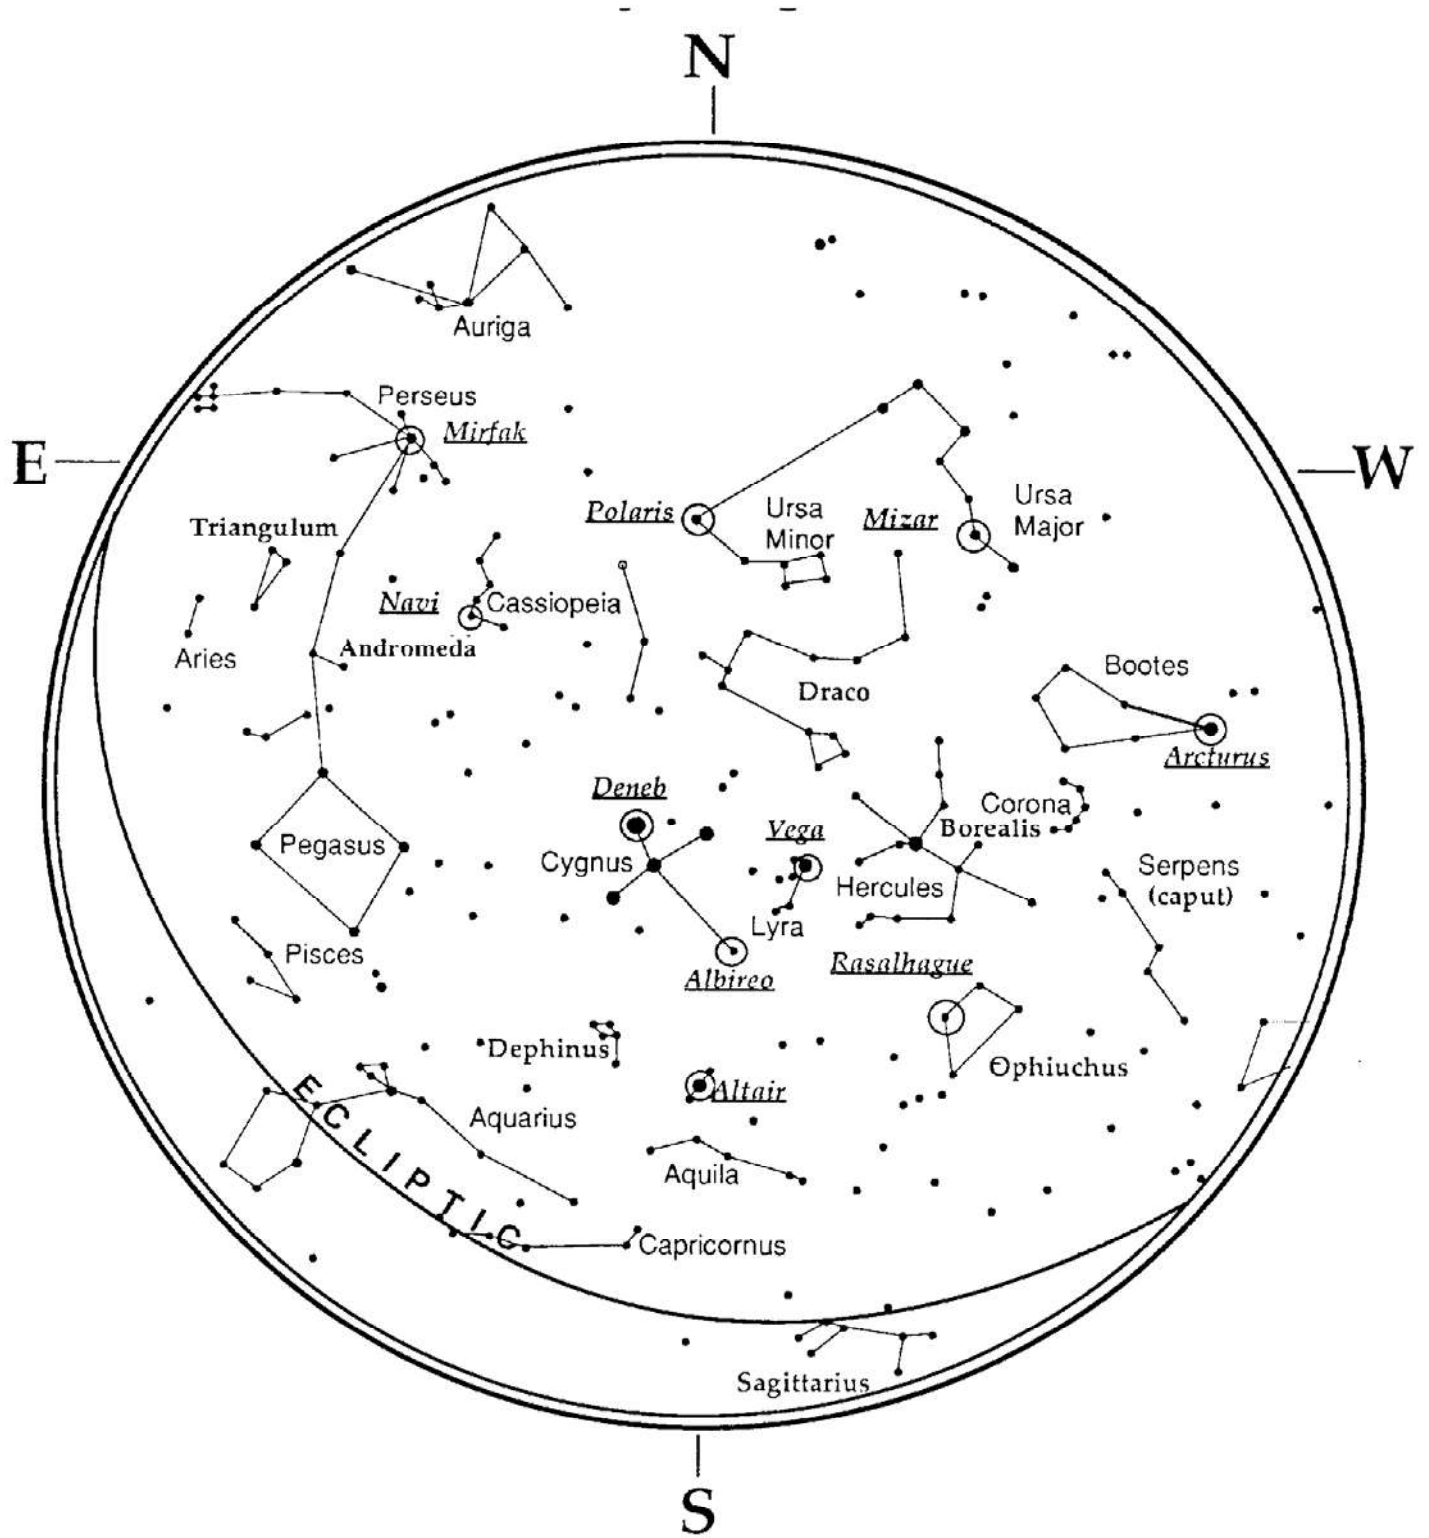 N
Auriga
Perseus
Mirfak
E
W
Triangulum
Polaris
Ursa
Minor
Mizar
Ursa
Major
Navi
Cassiopeia
Aries
Andromeda
Draco
Bootes
Arcturus
Deneb
Vega
Corona
Borealis
Pegasus
Cygnus
Hercules
Serpens
(caput)
Lyra
Pisces
Albireo
Rasalhague
Dephinus
Ophiuchus
Altair
ECLIPTIC
Aquarius
Aquila
Capricornus
Sagittarius
S